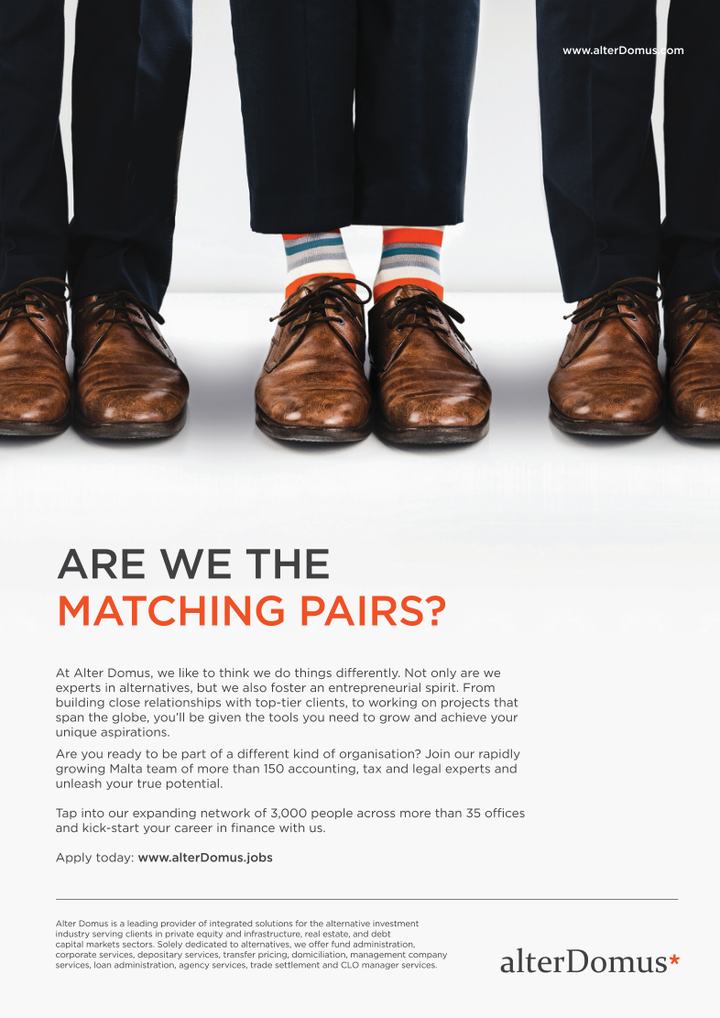 www.alterDomus.com
ARE WE THE
MATCHING PAIRS?
At Alter Domus, we like to think we do things differently. Not only are we
experts in alternatives, but we also foster an entrepreneurial spirit. From
building close relationships with top-tier clients, to working on projects that
span the globe, you'll be given the tools you need to grow and achieve your
unique aspirations.
Are you ready to be part of a different kind of organisation? Join our rapidly
growing Malta team of more than 150 accounting, tax and legal experts and
unleash your true potential.
Tap into our expanding network of 3,000 people across more than 35 offices
and kick-start your career in finance with us.
Apply today: www.alterDomus.jobs
Alter Domus is a leading provider of integrated solutions for the alternative investment
industry serving clients in private equity and infrastructure, real estate, and debt
capital markets sectors. Solely dedicated to alternatives, we offer fund administration,
corporate services, depositary services, transfer pricing, domiciliation, management company
services, loan administration, agency services, trade settlement and CLO manager services.
alterDomus*